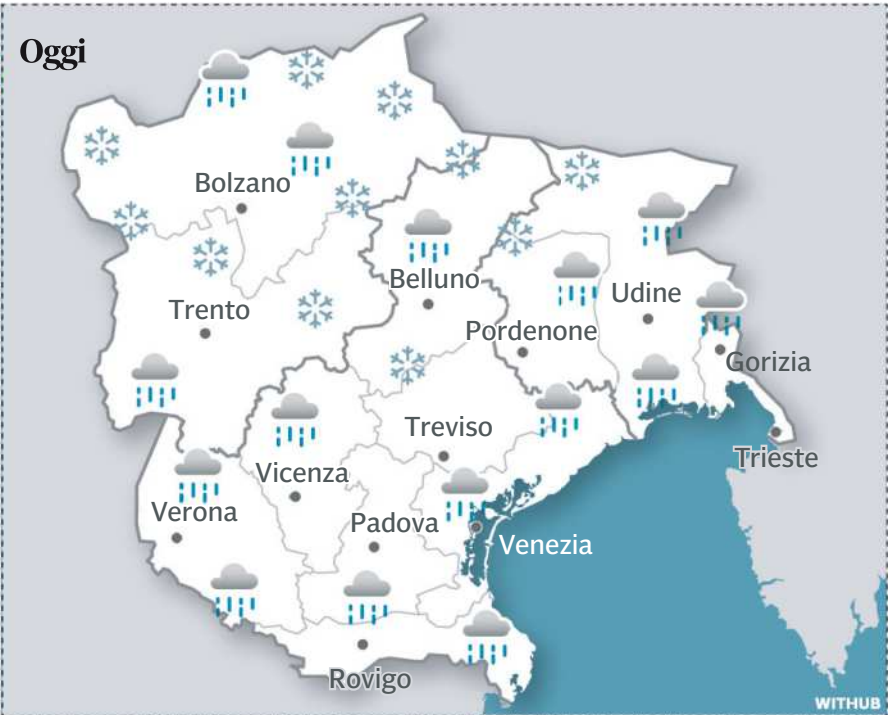 Oggi
Bolzano
Belluno
Trento
Udine
Pordenone
Gorizia
Treviso
Trieste
Vicenza
Verona
Padova
Venezia
Rovigo
WITHUB